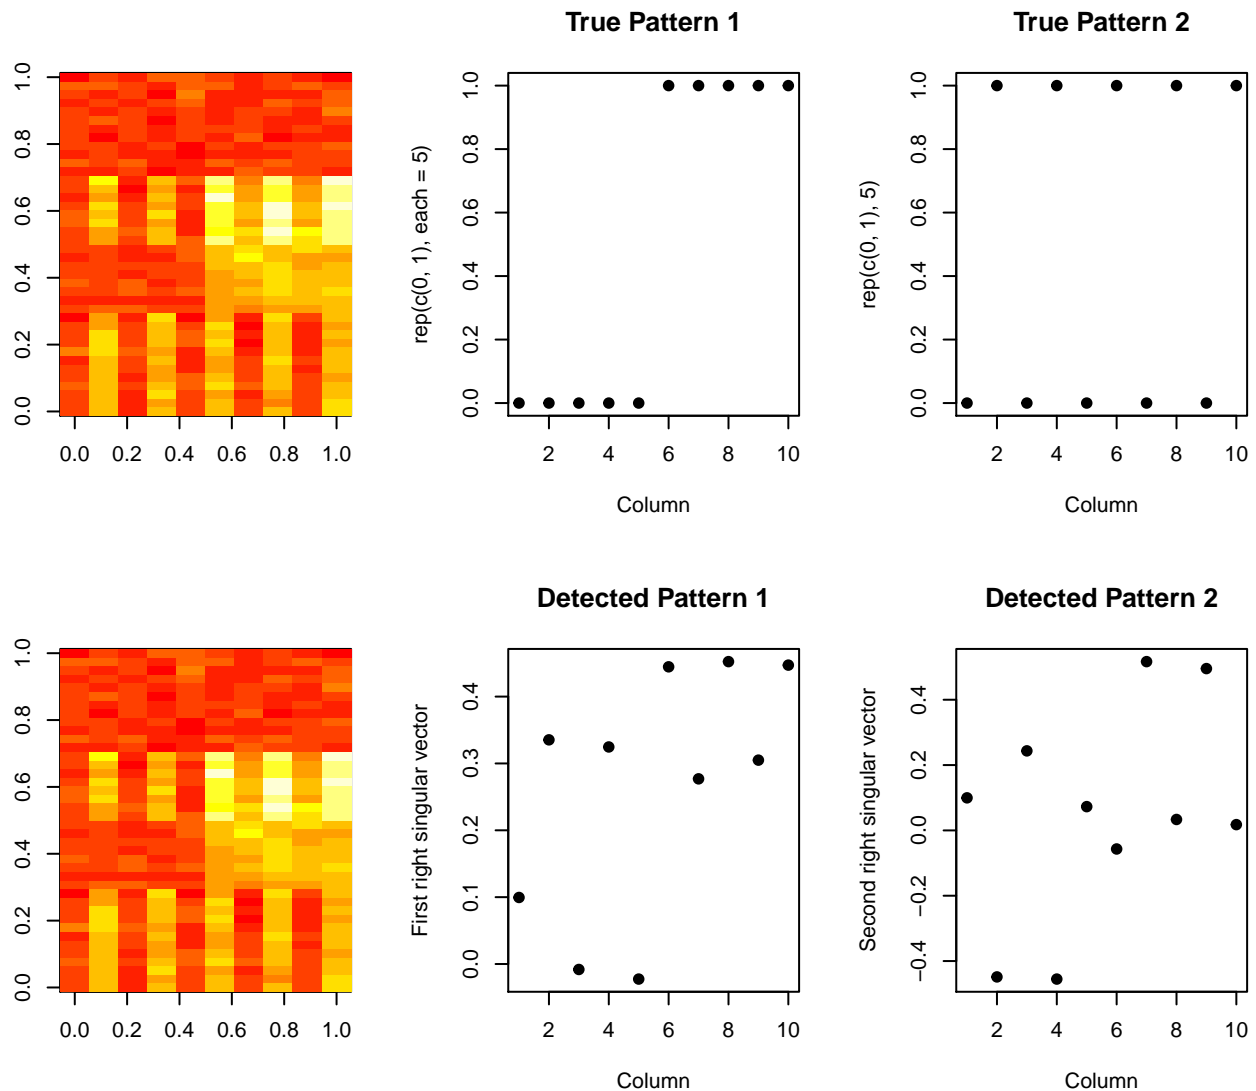 True Pattern 1
True Pattern 2
0.0 0.2 0.4 0.6 0.8 1.0
0.0 0.2 0.4 0.6 0.8 1.0
rep(c(0, 1), each = 5)
0.0 0.2 0.4 0.6 0.8 1.0
2 4 6 8 10
Column
rep(c(0, 1), 5)
0.0 0.2 0.4 0.6 0.8 1.0
2 4 6 8 10
Column
Detected Pattern 1
Detected Pattern 2
0.0 0.2 0.4 0.6 0.8 1.0
0.0 0.2 0.4 0.6 0.8 1.0
First right singular vector
0.0 0.1 0.2 0.3 0.4
2 4 6 8 10
Column
Second right singular vector
−0.4 −0.2 0.0 0.2 0.4
2 4 6 8 10
Column